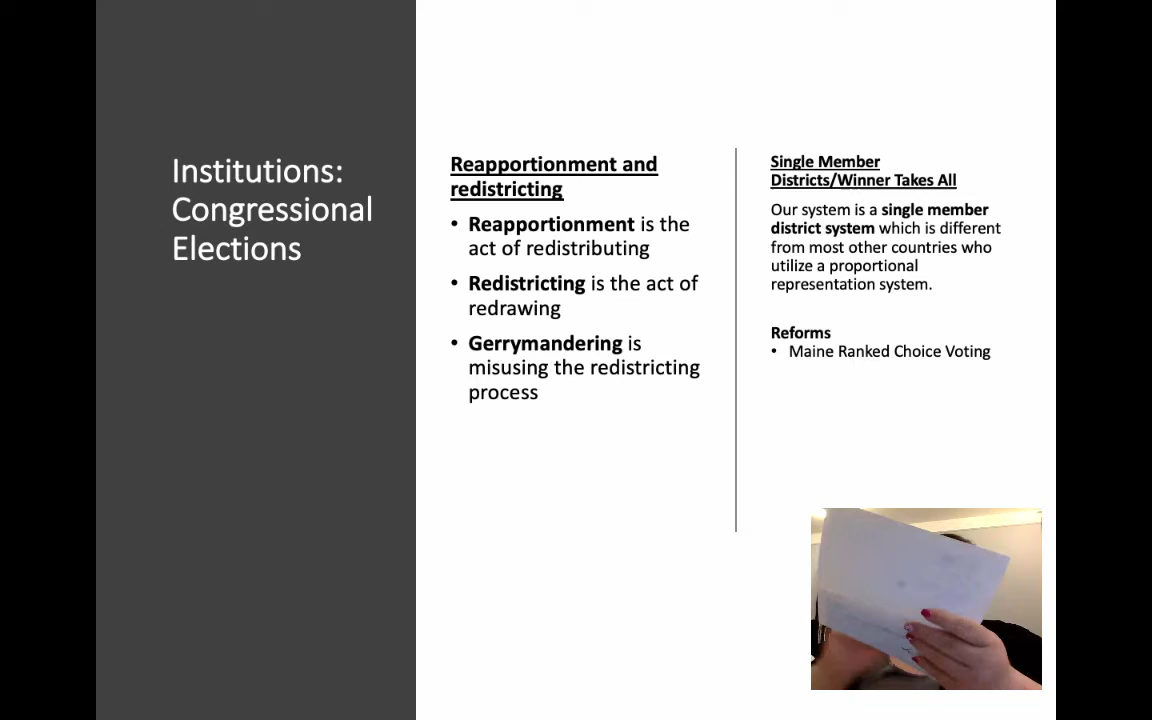 Institutions:
Congressional
Elections
Reapportionment and
redistricting
• Reapportionment is the
act of redistributing
• Redistricting is the act of
redrawing
• Gerrymandering is
misusing the redistricting
process
Single Member
Districts/Winner Takes All
Our system is a single member
district system which is different
from most other countries who
utilize a proportional
representation system.
Reforms
• Maine Ranked Choice Voting